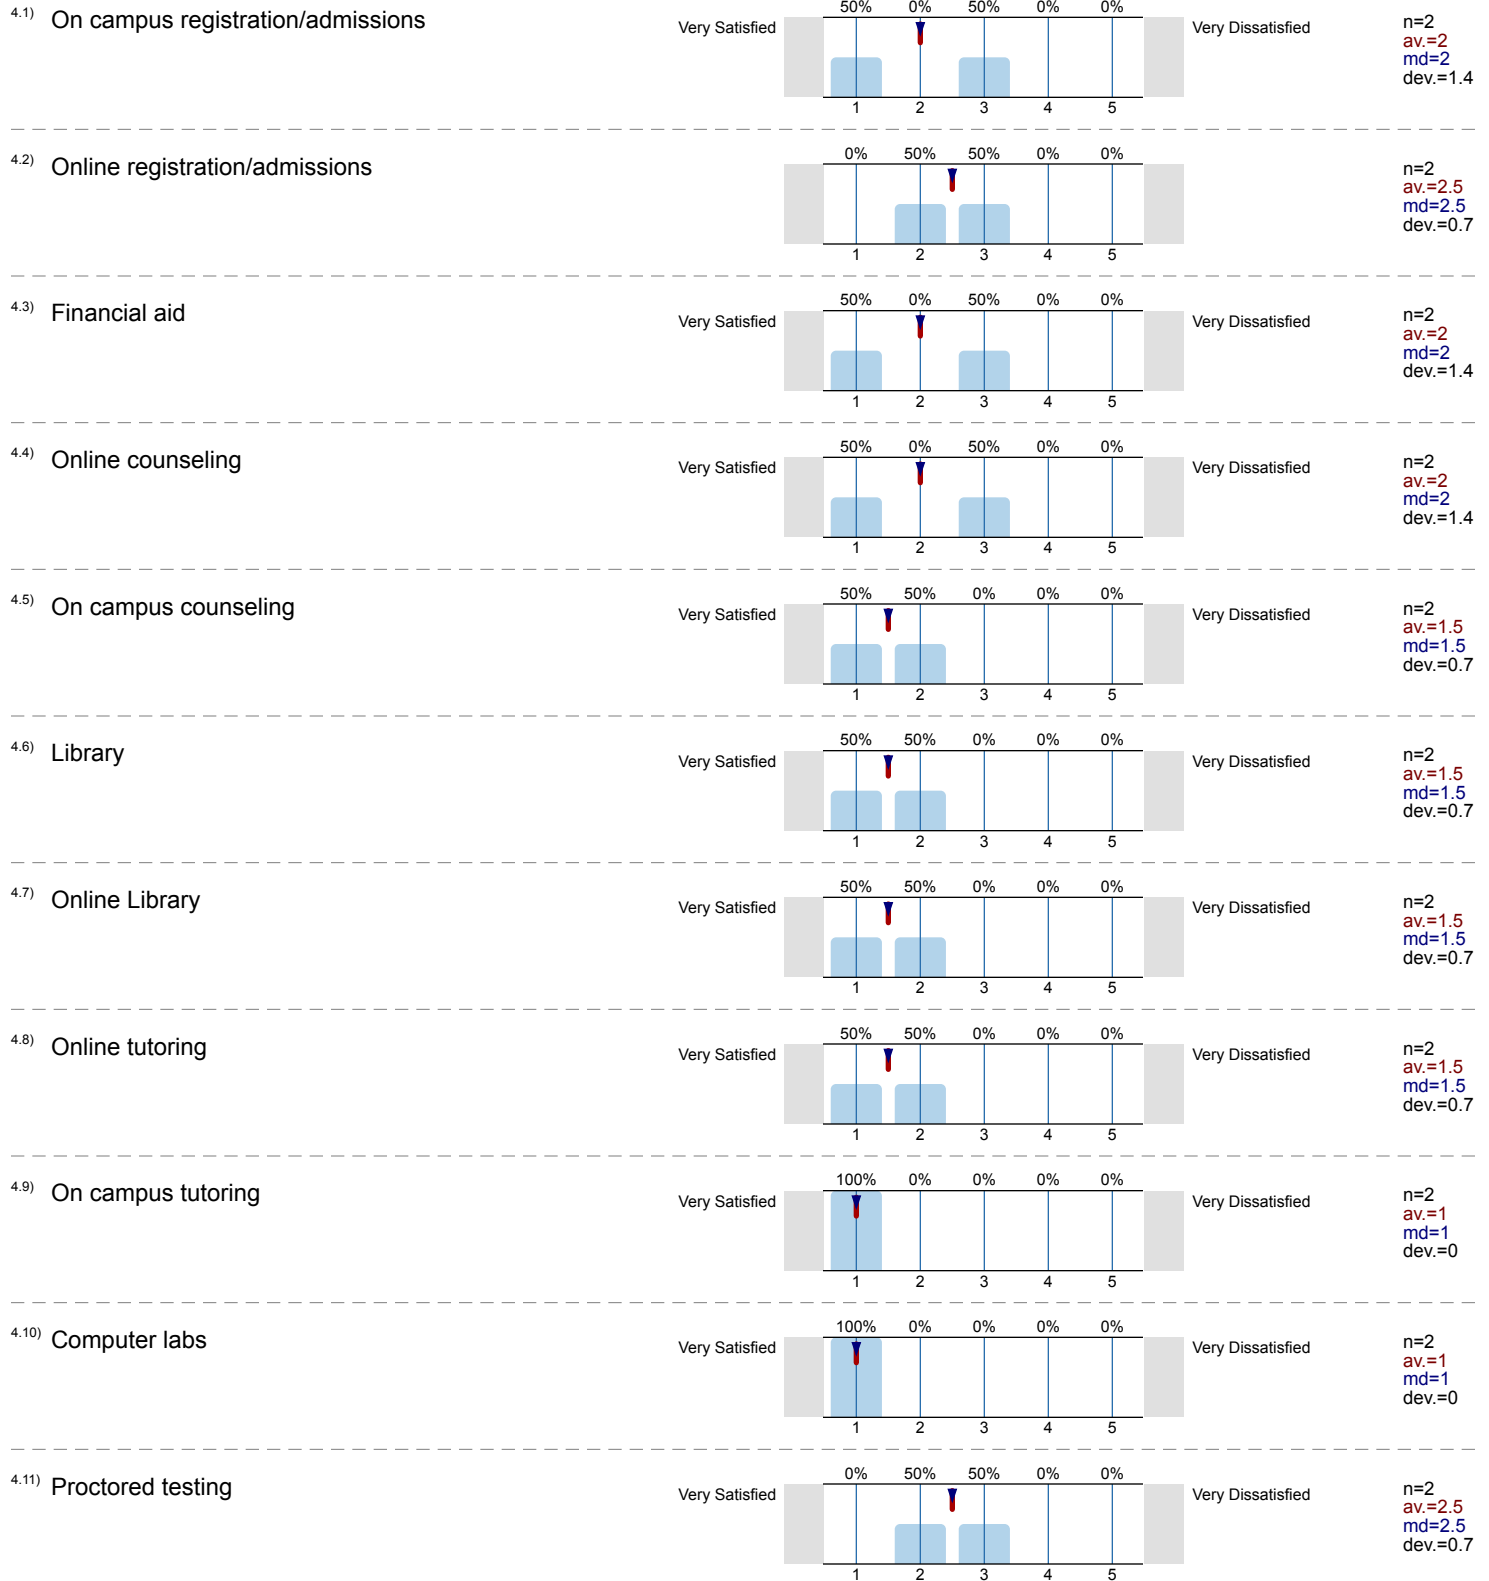 4.1) On campus registration/admissions
50% 0% 50% 0% 0%
Very Satisfied Very Dissatisfied
n=2
av.=2
md=2
dev.=1.4
1 2 3 4 5
4.2) Online registration/admissions
0% 50% 50% 0% 0%
n=2
av.=2.5
md=2.5
dev.=0.7
1 2 3 4 5
4.3) Financial aid
50% 0% 50% 0% 0%
Very Satisfied Very Dissatisfied
n=2
av.=2
md=2
dev.=1.4
1 2 3 4 5
4.4) Online counseling
50% 0% 50% 0% 0%
Very Satisfied Very Dissatisfied
n=2
av.=2
md=2
dev.=1.4
1 2 3 4 5
4.5) On campus counseling
50% 50% 0% 0% 0%
Very Satisfied Very Dissatisfied
n=2
av.=1.5
md=1.5
dev.=0.7
1 2 3 4 5
4.6) Library
50% 50% 0% 0% 0%
Very Satisfied Very Dissatisfied
n=2
av.=1.5
md=1.5
dev.=0.7
1 2 3 4 5
4.7) Online Library
50% 50% 0% 0% 0%
Very Satisfied Very Dissatisfied
n=2
av.=1.5
md=1.5
dev.=0.7
1 2 3 4 5
4.8) Online tutoring
50% 50% 0% 0% 0%
Very Satisfied Very Dissatisfied
n=2
av.=1.5
md=1.5
dev.=0.7
1 2 3 4 5
4.9) On campus tutoring
100% 0% 0% 0% 0%
Very Satisfied Very Dissatisfied
n=2
av.=1
md=1
dev.=0
1 2 3 4 5
4.10) Computer labs
100% 0% 0% 0% 0%
Very Satisfied Very Dissatisfied
n=2
av.=1
md=1
dev.=0
1 2 3 4 5
4.11) Proctored testing
0% 50% 50% 0% 0%
Very Satisfied Very Dissatisfied
n=2
av.=2.5
md=2.5
dev.=0.7
1 2 3 4 5